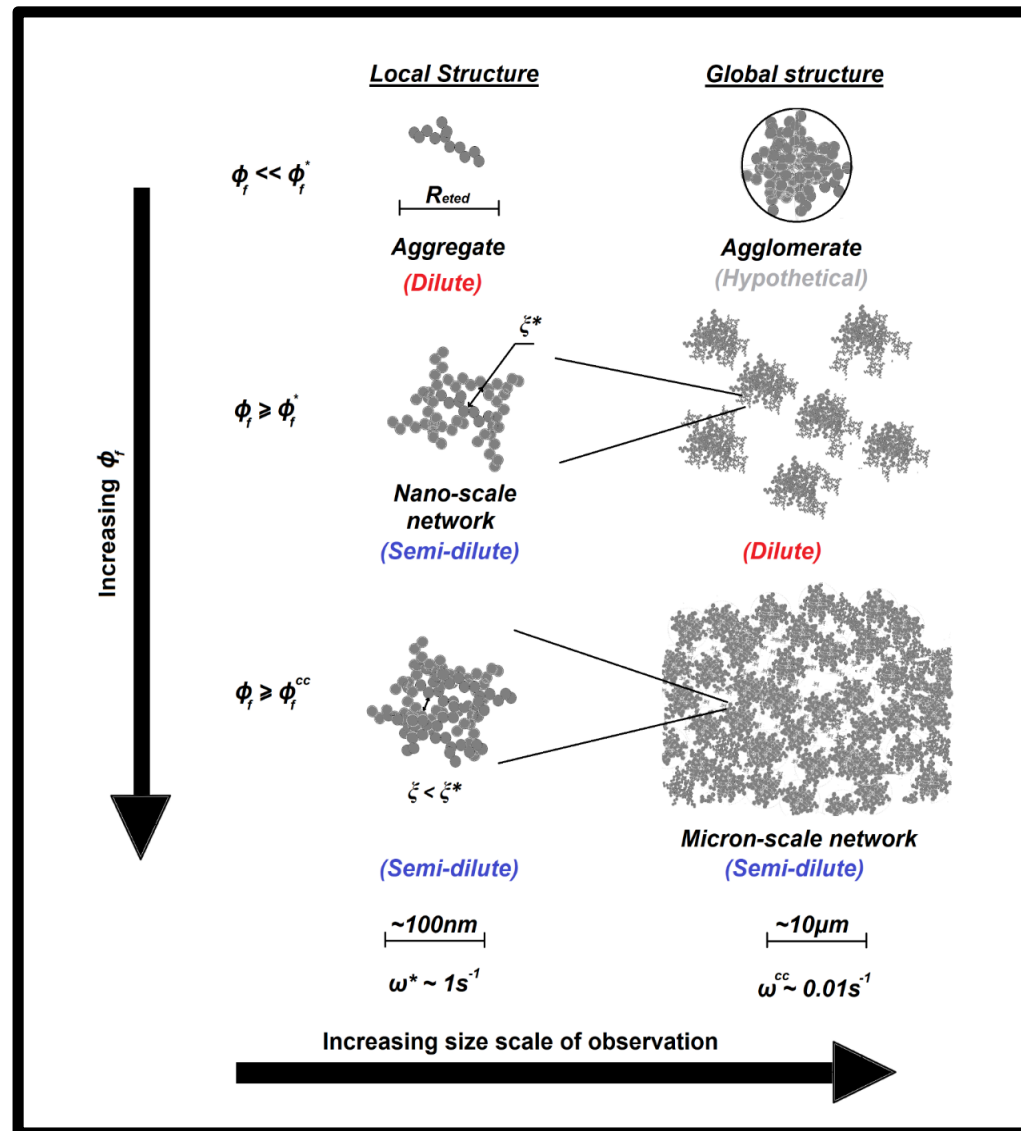 Local Structure
Global structure
ϕf << ϕf*
Reted
Aggregate
(Dilute)
Agglomerate
(Hypothetical)
ξ*
ϕf ⩾ ϕf*
Nano-scale
network
(Semi-dilute)
(Dilute)
Increasing ϕf
ϕf ⩾ ϕfcc
ξ < ξ*
(Semi-dilute)
Micron-scale network
(Semi-dilute)
~100nm
~10μm
ω* ~ 1s-1
ωcc ~ 0.01s-1
Increasing size scale of observation